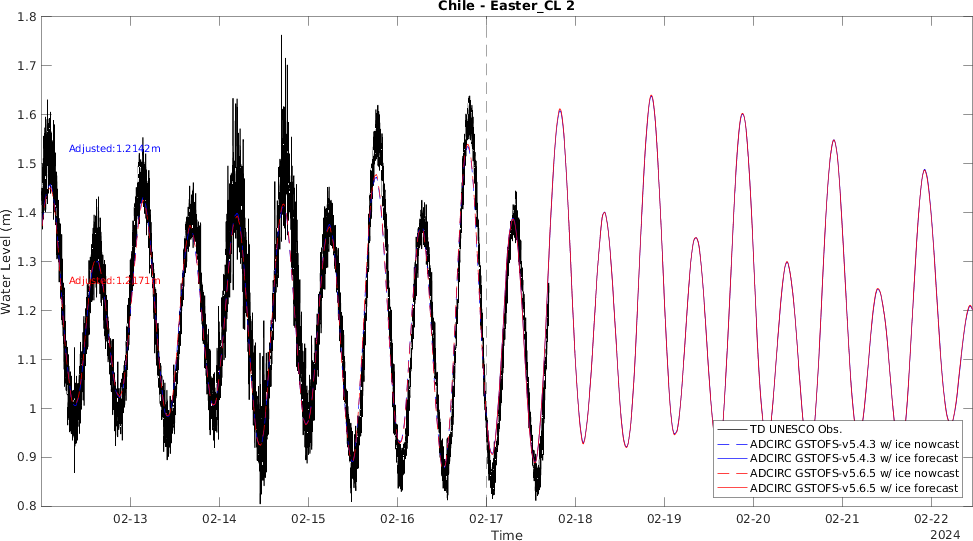 Chile - Easter_CL 2
1.8
1.7
1.6
1.5
1.4
1.3
1.2
1.1
1
0.9
0.8
Water Level (m)
Adjusted:1.2142m
Adjusted:1.2171m
TD UNESCO Obs.
ADCIRC GSTOFS-v5.4.3 w/ ice nowcast
ADCIRC GSTOFS-v5.4.3 w/ ice forecast
ADCIRC GSTOFS-v5.6.5 w/ ice nowcast
ADCIRC GSTOFS-v5.6.5 w/ ice forecast
02-13 02-14 02-15 02-16 02-17 02-18 02-19 02-20 02-21 02-22
2024
Time